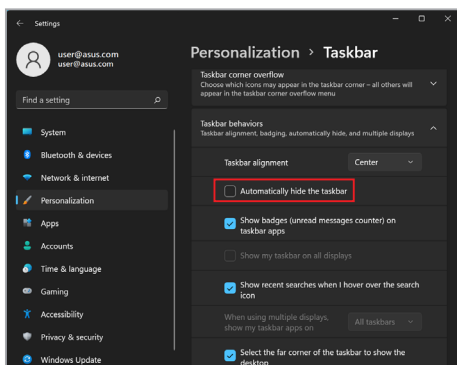 Settings
user@asus.com
user@asus.com
Find a setting
System
Bluetooth & devices
Network & internet
Personalization
Apps
Accounts
Time & language
Gaming
Accessibility
Privacy & security
Windows Update
Personalization > Taskbar
Taskbar corner overflow
Choose which icons may appear in the taskbar corner – all others will
appear in the taskbar corner overflow menu
Taskbar behaviors
Taskbar alignment, badging, automatically hide, and multiple displays
Taskbar alignment
Center
Automatically hide the taskbar
Show badges (unread messages counter) on
taskbar apps
Show my taskbar on all displays
Show recent searches when I hover over the search
icon
When using multiple displays,
show my taskbar apps on
All taskbars
Select the far corner of the taskbar to show the
desktop